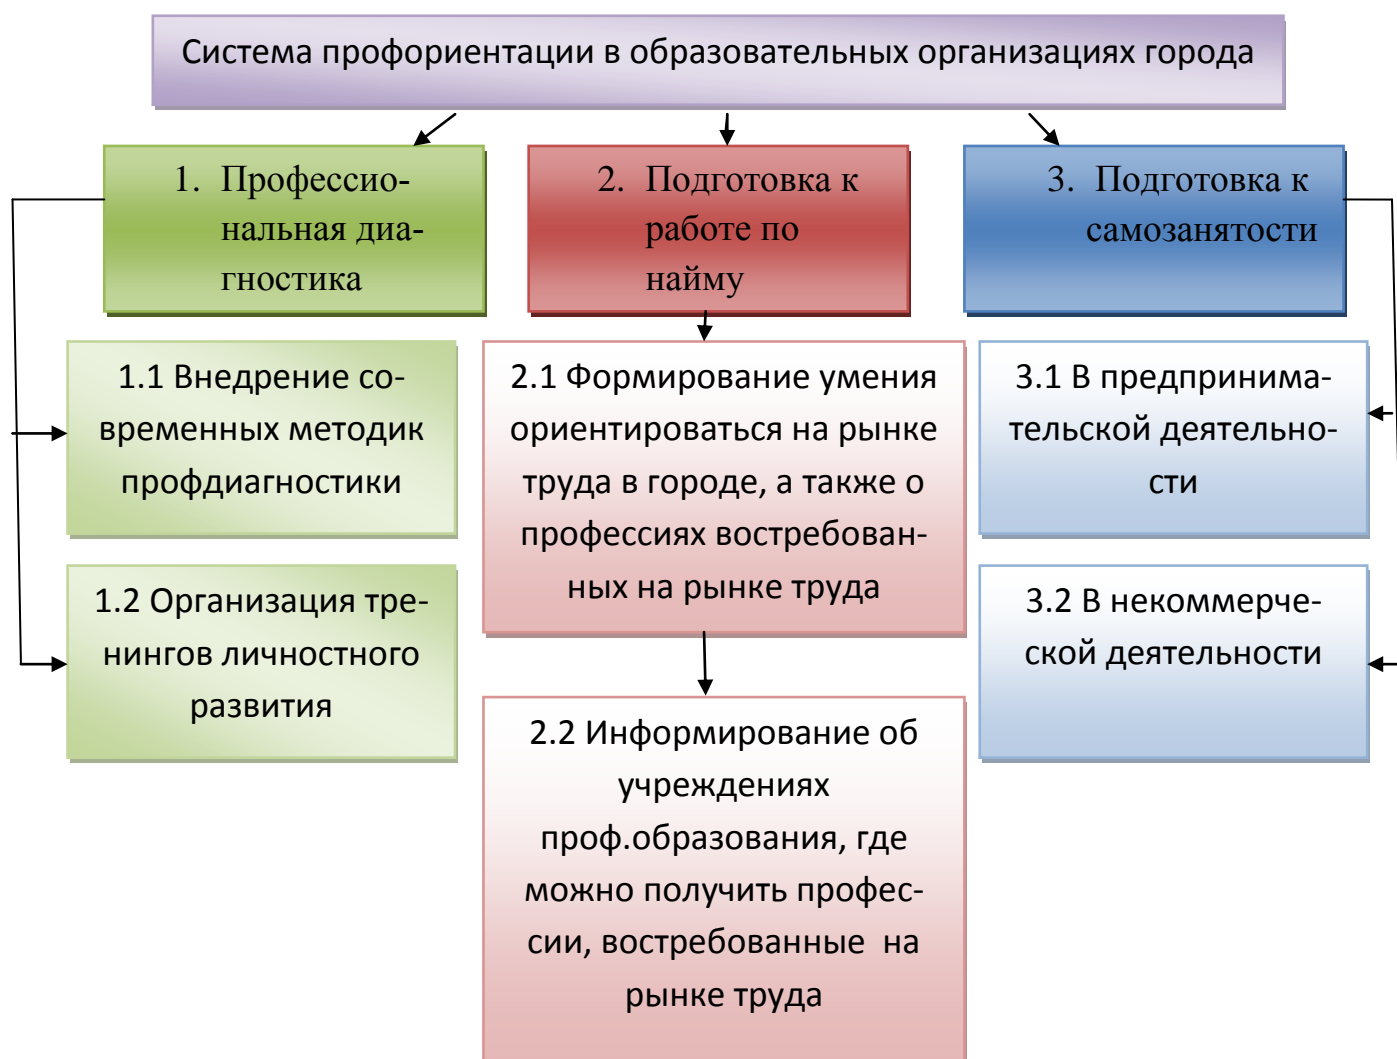 Система профориентации в образовательных организациях города
1. Профессио-
нальная диа-
гностика
2. Подготовка к
работе по
найму
3. Подготовка к
самозанятости
1.1 Внедрение со-
временных методик
профдиагностики
1.2 Организация тре-
нингов личностного
развития
2.1 Формирование умения
ориентироваться на рынке
труда в городе, а также о
профессиях востребован-
ных на рынке труда
2.2 Информирование об
учреждениях
проф.образования, где
можно получить профес-
сии, востребованные на
рынке труда
3.1 В предпринима-
тельской деятельно-
сти
3.2 В некоммерче-
ской деятельности